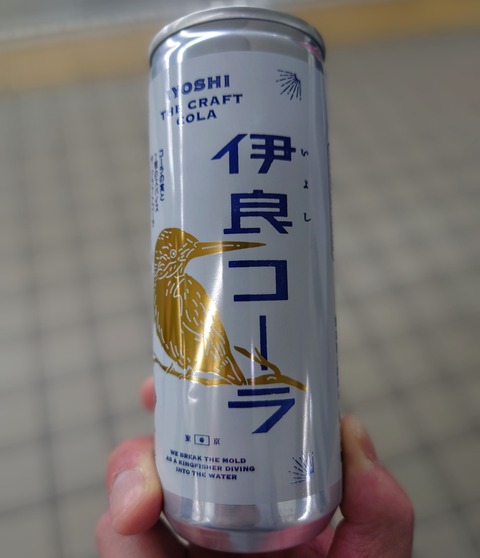 IYOSHI
THE CRAFT
COLA
伊良コーラ
いよし
東京
WE BREAK THE MOLD
AS A KINGFISHER DIVING
INTO THE WATER